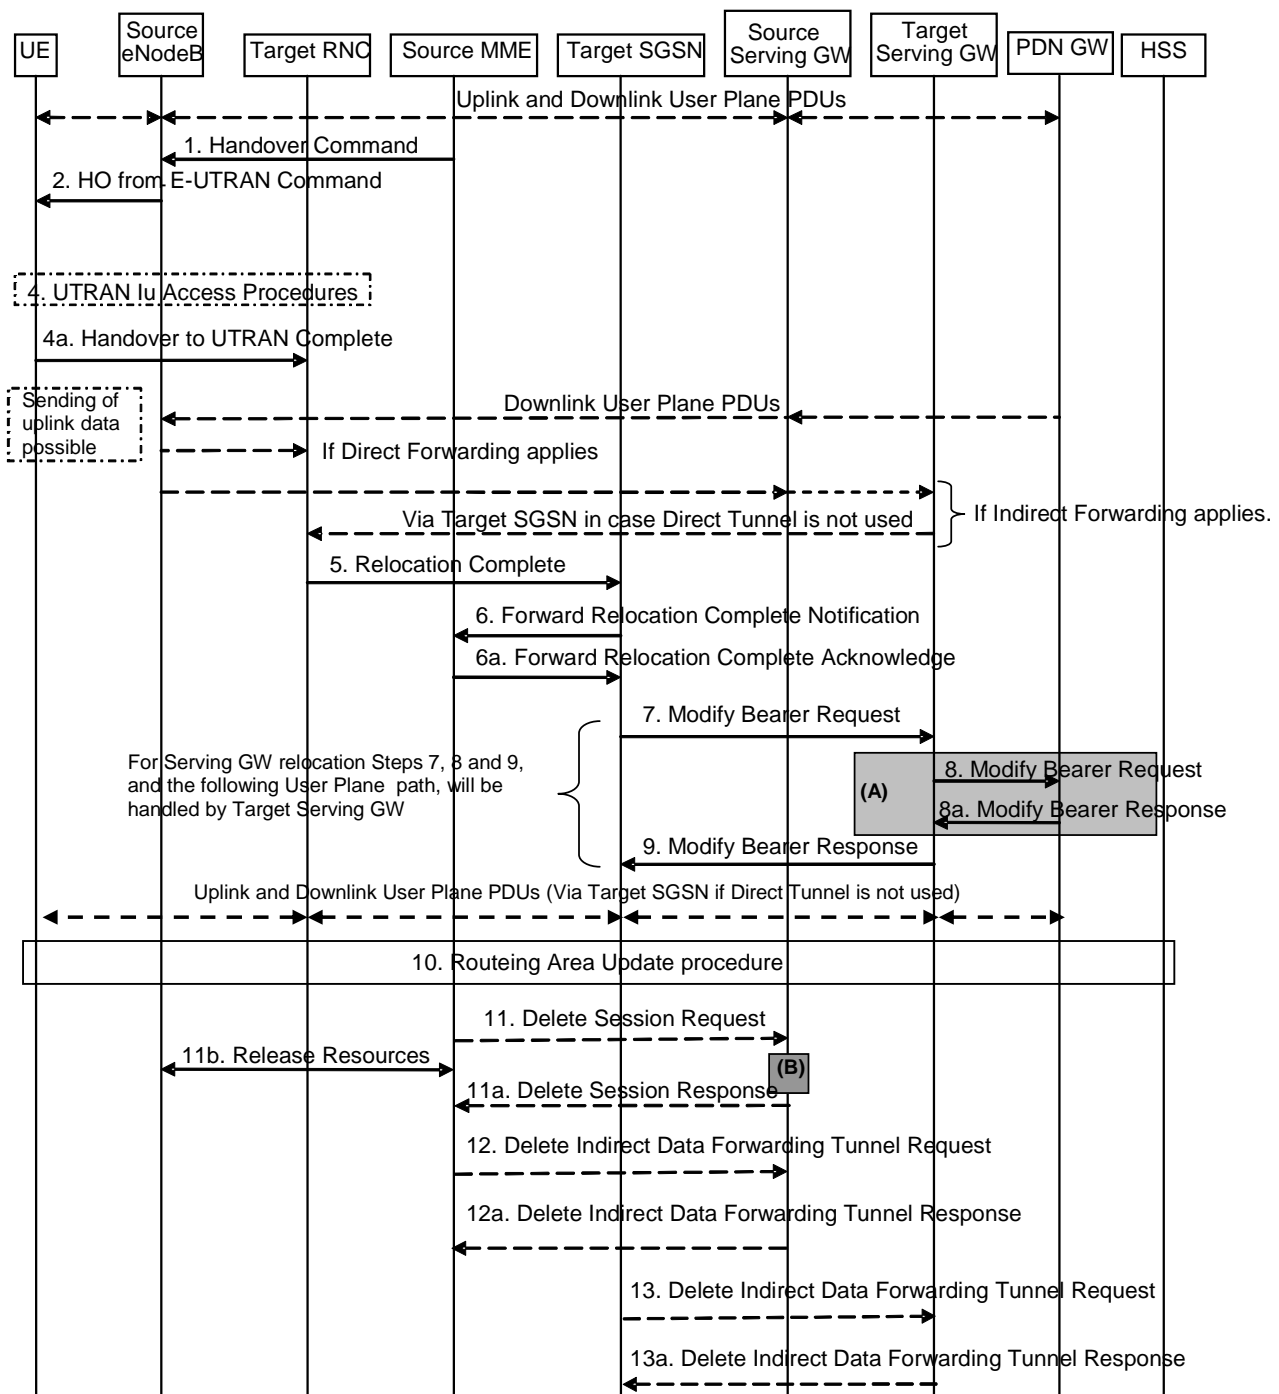 UE
Source
eNodeB
Target RNC
Source MME
Target SGSN
Source
Serving GW
Target
Serving GW
PDN GW
HSS
Uplink and Downlink User Plane PDUs
1. Handover Command
2. HO from E-UTRAN Command
4. UTRAN Iu Access Procedures
4a. Handover to UTRAN Complete
Sending of
uplink data
possible
Downlink User Plane PDUs
If Direct Forwarding applies
Via Target SGSN in case Direct Tunnel is not used
If Indirect Forwarding applies.
5. Relocation Complete
6. Forward Relocation Complete Notification
6a. Forward Relocation Complete Acknowledge
7. Modify Bearer Request
For Serving GW relocation Steps 7, 8 and 9,
and the following User Plane path, will be
handled by Target Serving GW
(A)
8. Modify Bearer Request
8a. Modify Bearer Response
9. Modify Bearer Response
Uplink and Downlink User Plane PDUs (Via Target SGSN if Direct Tunnel is not used)
10. Routeing Area Update procedure
11. Delete Session Request
11b. Release Resources
(B)
11a. Delete Session Response
12. Delete Indirect Data Forwarding Tunnel Request
12a. Delete Indirect Data Forwarding Tunnel Response
13. Delete Indirect Data Forwarding Tunnel Request
13a. Delete Indirect Data Forwarding Tunnel Response